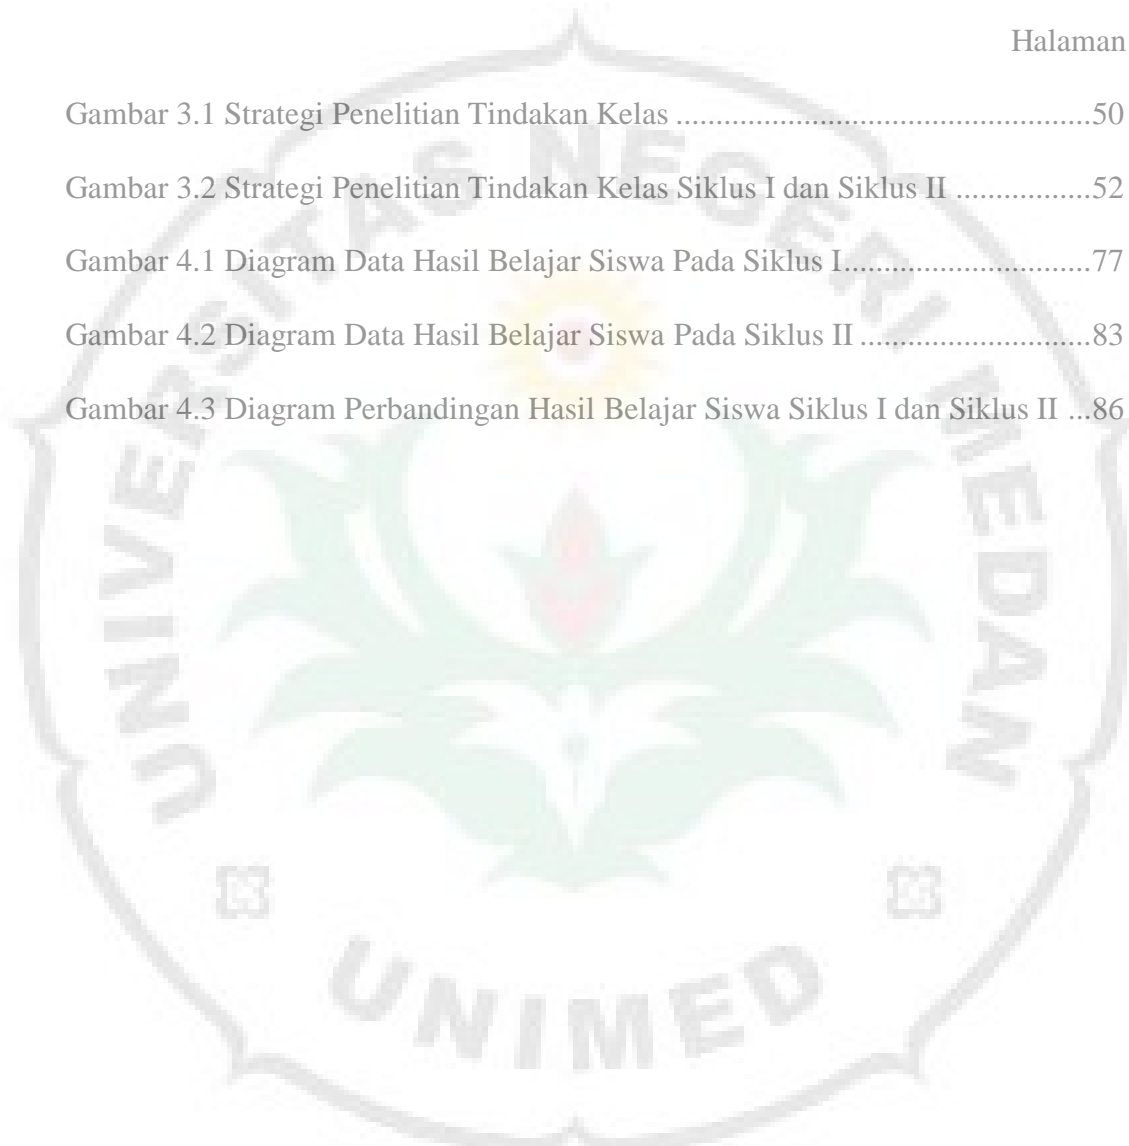 Halaman
Gambar 3.1 Strategi Penelitian Tindakan Kelas ....................................................50
Gambar 3.2 Strategi Penelitian Tindakan Kelas Siklus I dan Siklus II .................52
Gambar 4.1 Diagram Data Hasil Belajar Siswa Pada Siklus I...............................77
Gambar 4.2 Diagram Data Hasil Belajar Siswa Pada Siklus II .............................83
Gambar 4.3 Diagram Perbandingan Hasil Belajar Siswa Siklus I dan Siklus II ...86
UNIVERSITAS NEGERI MEDAN
UNIMED